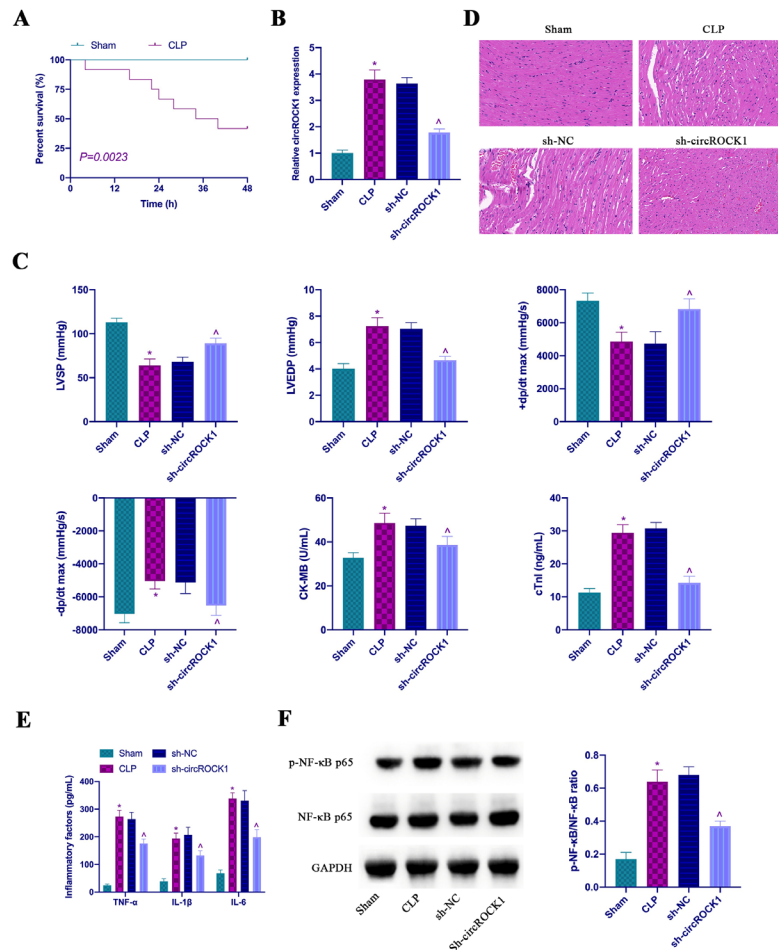 A
Sham
CLP
Percent survival (%)
100
75
50
25
0
P=0.0023
0
12
24
36
48
Time (h)
B
Relative circROCK1 expresstion
5
4
3
2
1
0
*
^
Sham
CLP
sh-NC
sh-circROCK1
D
Sham
CLP
sh-NC
sh-circROCK1
C
LVSP (mmHg)
150
100
50
0
*
^
Sham
CLP
sh-NC
sh-circROCK1
LVEDP (mmHg)
10
8
6
4
2
0
*
^
Sham
CLP
sh-NC
sh-circROCK1
+dp/dt max (mmHg/s)
8000
6000
4000
2000
0
*
^
Sham
CLP
sh-NC
sh-circROCK1
-dp/dt max (mmHg/s)
0
-2000
-4000
-6000
-8000
*
^
Sham
CLP
sh-NC
sh-circROCK1
CK-MB (U/mL)
60
40
20
0
*
^
Sham
CLP
sh-NC
sh-circROCK1
cTnI (ng/mL)
40
30
20
10
0
*
^
Sham
CLP
sh-NC
sh-circROCK1
E
Sham
sh-NC
CLP
sh-circROCK1
Inflammatory factors (pg/mL)
400
300
200
100
0
*
^
*
^
*
^
TNF-α
IL-1β
IL-6
F
p-NF-κB p65
NF-κB p65
GAPDH
Sham
CLP
sh-NC
Sh-circROCK1
p-NF-κB/NF-κB ratio
0.8
0.6
0.4
0.2
0.0
*
^
Sham
CLP
sh-NC
sh-circROCK1